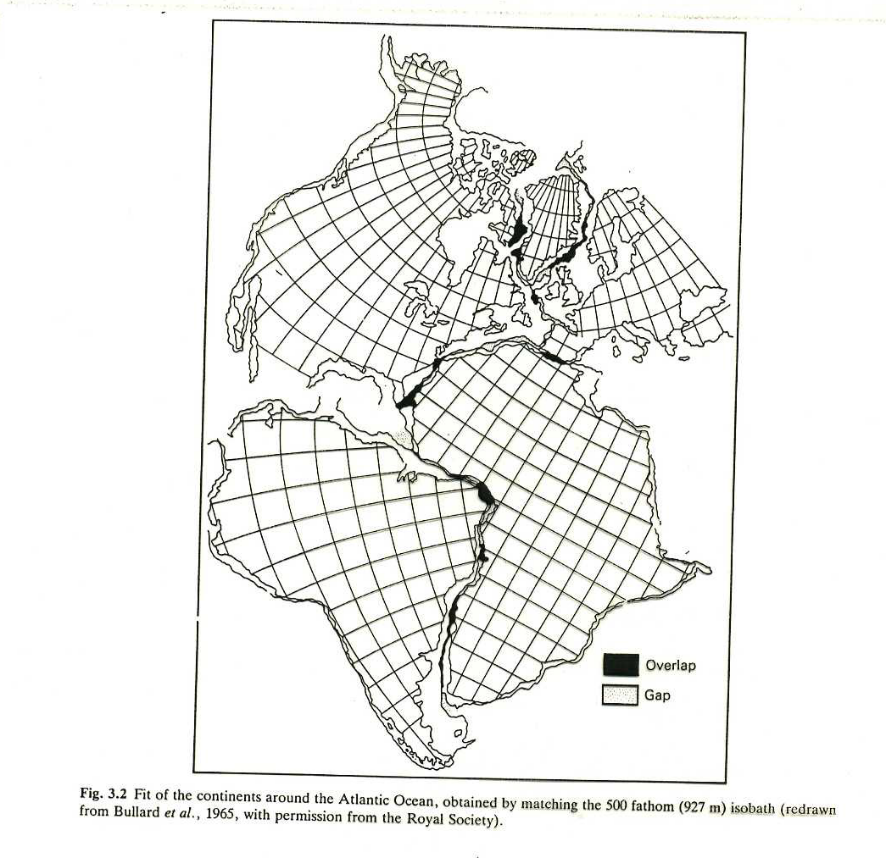 Overlap
Gap
Fig. 3.2 Fit of the continents around the Atlantic Ocean, obtained by matching the 500 fathom (927 m) isobath (redrawn
from Bullard et al., 1965, with permission from the Royal Society).